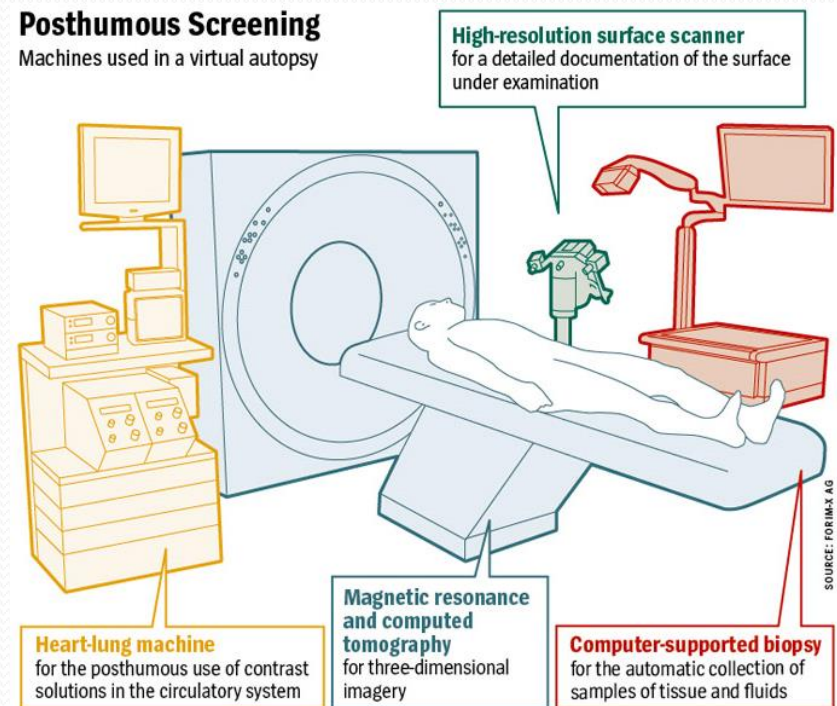 Posthumous Screening
Machines used in a virtual autopsy
High-resolution surface scanner
for a detailed documentation of the surface
under examination
Heart-lung machine
for the posthumous use of contrast
solutions in the circulatory system
Magnetic resonance
and computed
tomography
for three-dimensional
imagery
Computer-supported biopsy
for the automatic collection of
samples of tissue and fluids
SOURCE: FORIM-X AG